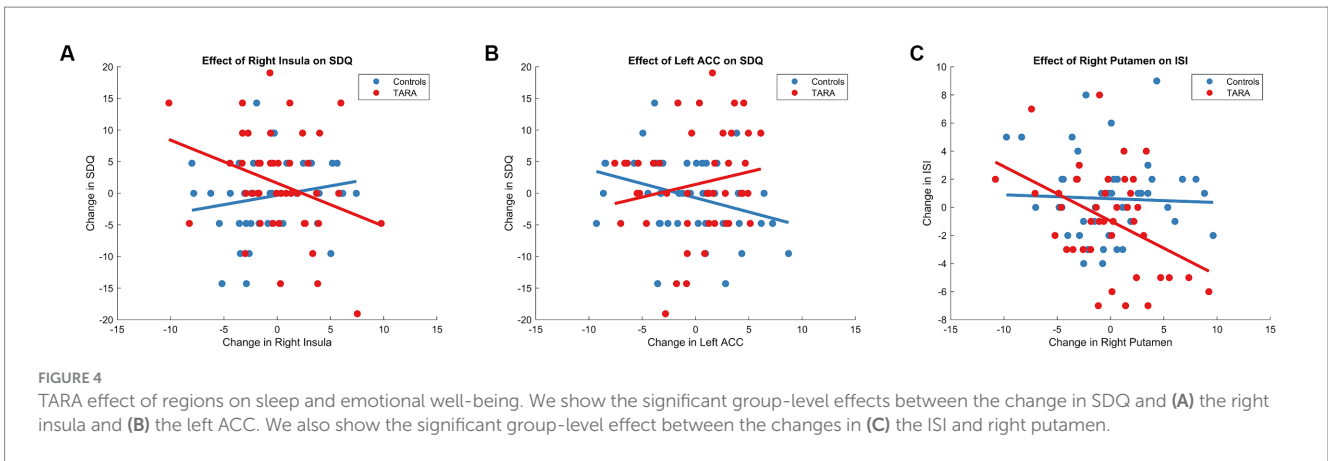 A
Effect of Right Insula on SDQ
Controls
TARA
20
15
10
5
0
-5
-10
-15
-20
Change in SDQ
-15 -10 -5 0 5 10 15
Change in Right Insula
B
Effect of Left ACC on SDQ
Controls
TARA
20
15
10
5
0
-5
-10
-15
-20
Change in SDQ
-15 -10 -5 0 5 10 15
Change in Left ACC
C
Effect of Right Putamen on ISI
Controls
TARA
10
8
6
4
2
0
-2
-4
-6
-8
Change in ISI
-15 -10 -5 0 5 10 15
Change in Right Putamen
FIGURE 4
TARA effect of regions on sleep and emotional well-being. We show the significant group-level effects between the change in SDQ and (A) the right
insula and (B) the left ACC. We also show the significant group-level effect between the changes in (C) the ISI and right putamen.